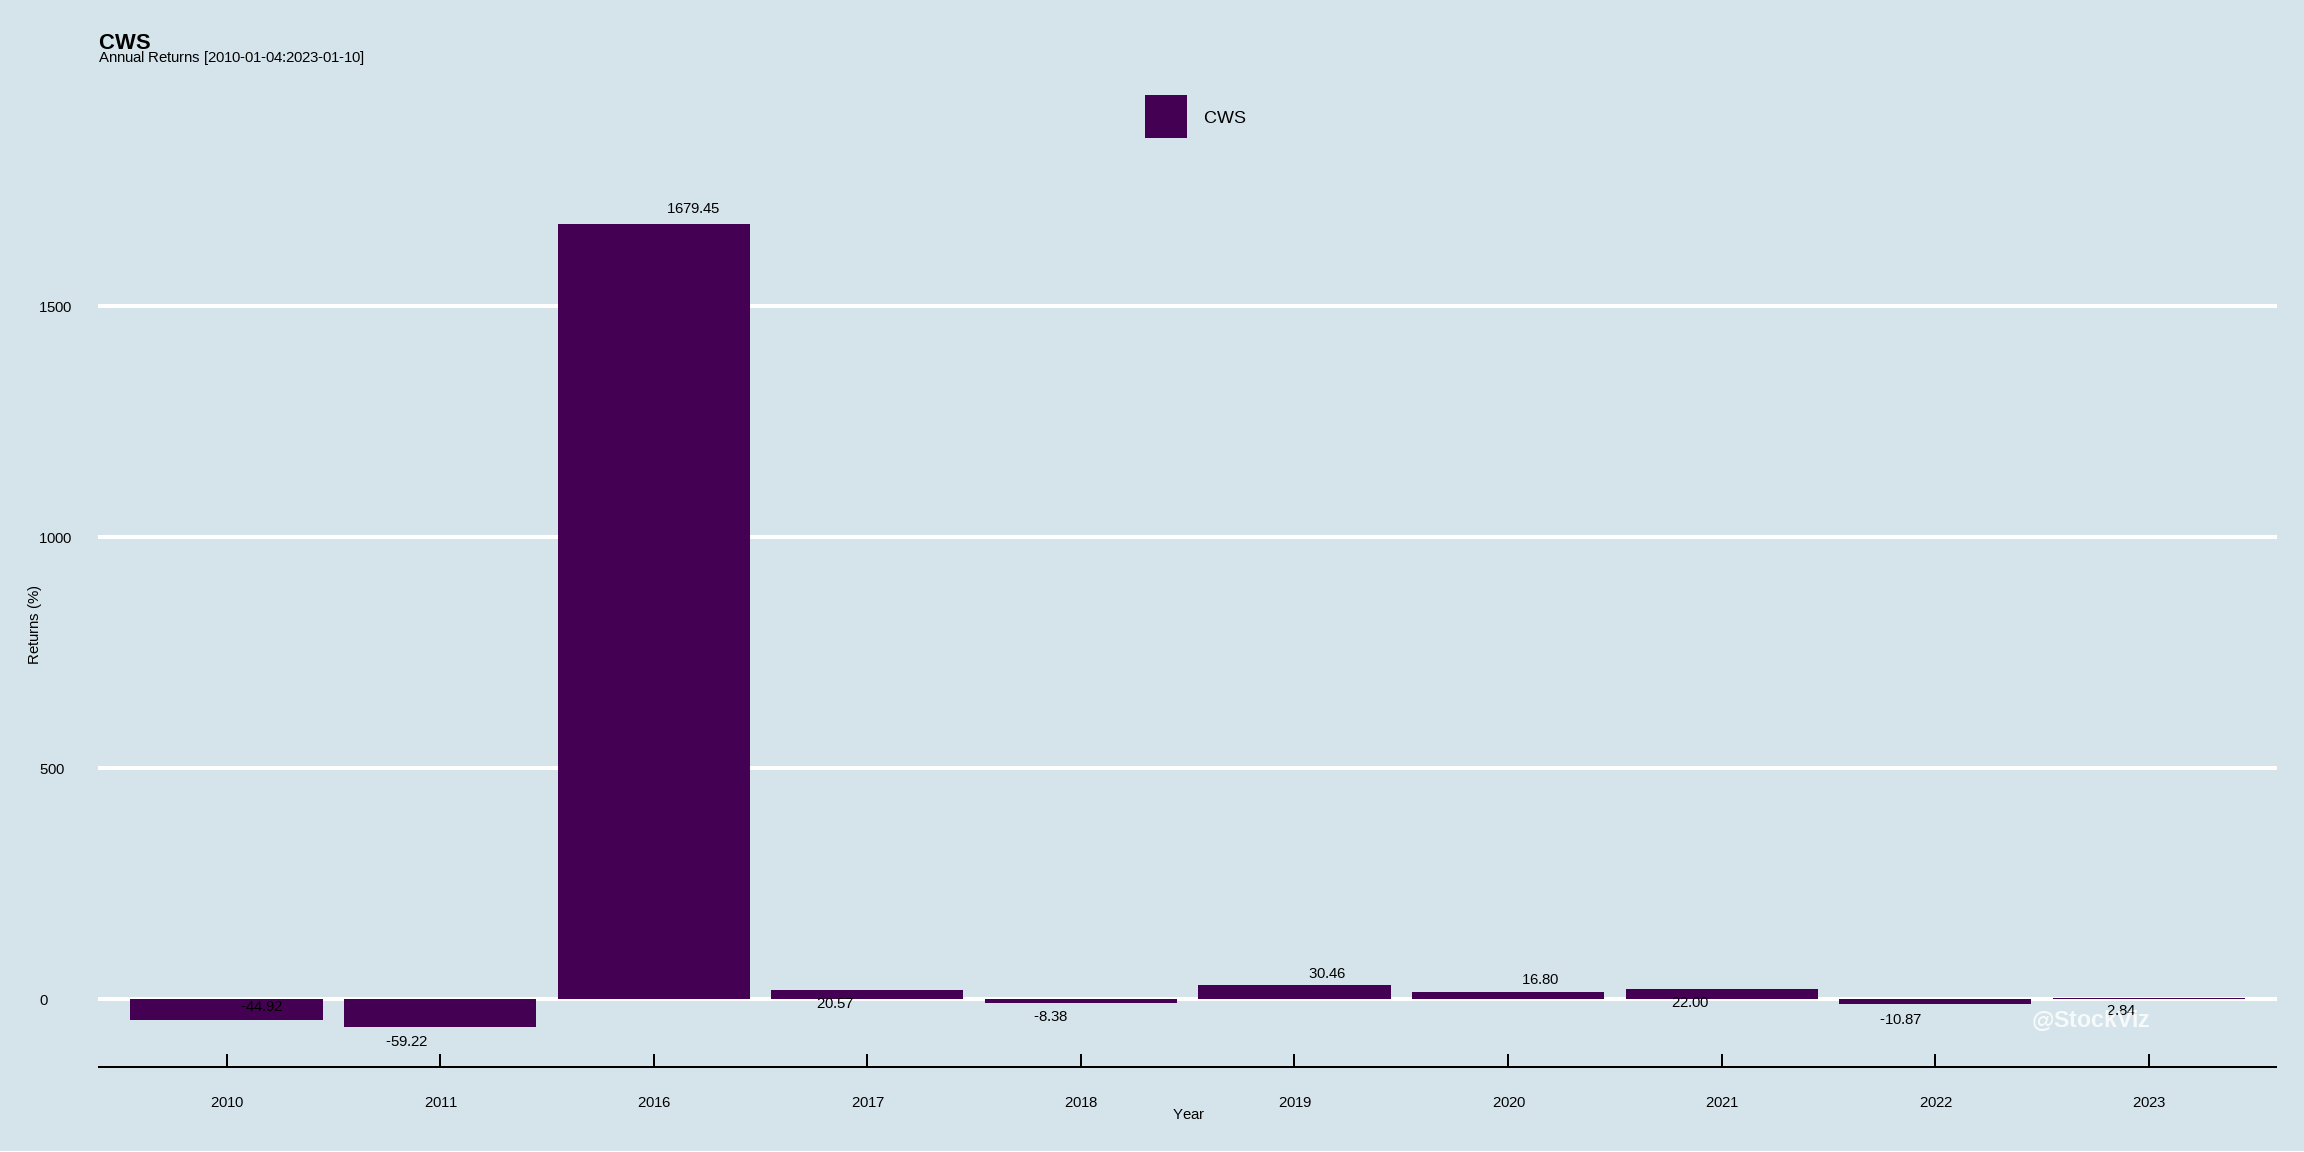 CWS
Annual Returns [2010-01-04:2023-01-10]
CWS
1679.45
1500
1000
Returns (%)
500
30.46
16.80
0
-44.92
20.57
22.00
-59.22
-8.38
-10.87
2.84
@StockViz
2010 2011 2016 2017 2018 2019 2020 2021 2022 2023
Year